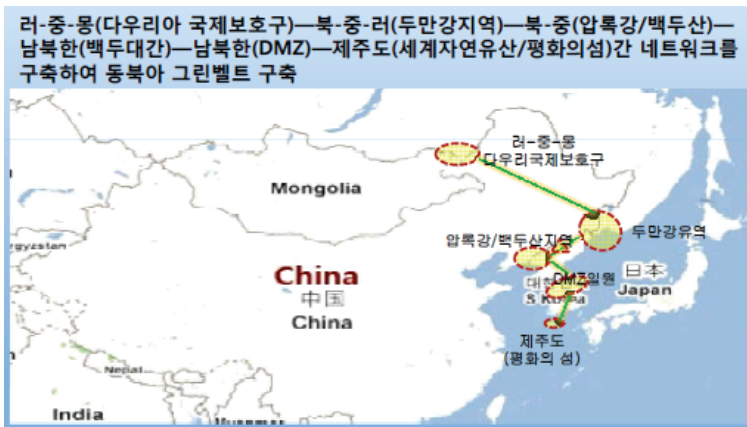 러-중-몽(다우리아 국제보호구)—북-중-러(두만강지역)—북-중(압록강/백두산)—
남북한(백두대간)—남북한(DMZ)—제주도(세계자연유산/평화의섬)간 네트워크를
구축하여 동북아 그린벨트 구축
러-중-몽
다우리국제보호구
Mongolia
압록강/백두산지역
두만강유역
rgyzstan
China
中国
China
DMZ일원
대한
S Korea
日本
Japan
제주도
(평화의 섬)
Nepal
India